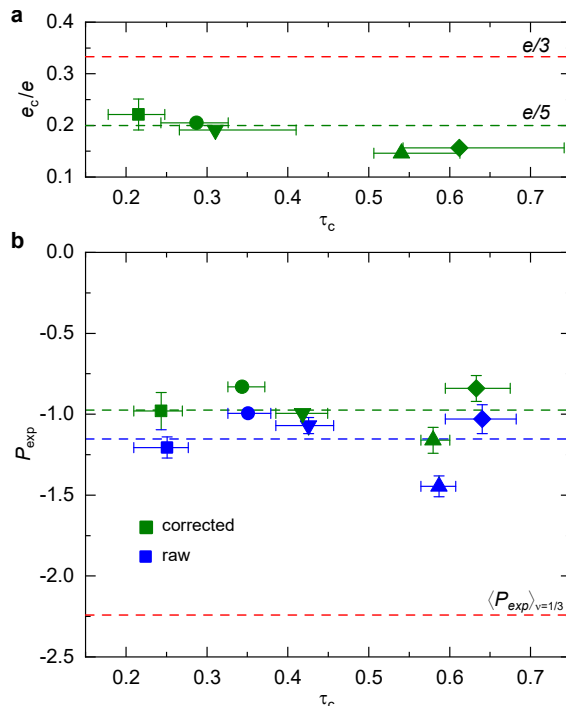 a
0.4
e/3
0.3
e/5
0.2
0.1
e_c/e
0.2 0.3 0.4 0.5 0.6 0.7
τ_c
b
0.0
-0.5
-1.0
-1.5
-2.0
-2.5
P_exp
corrected
raw
⟨P_exp⟩_ν=1/3
0.2 0.3 0.4 0.5 0.6 0.7
τ_c